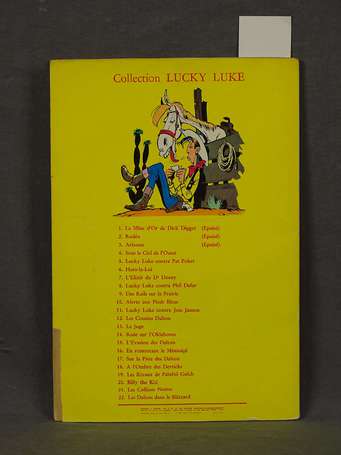 Collection LUCKY LUKE
1. La Mine d'Or de Dick Digger (Epuisé)
2. Rodéo (Epuisé)
3. Arizona (Epuisé)
4. Sous le Ciel de l'Ouest
5. Lucky Luke contre Pat Poker
6. Hors-la-Loi
7. L'Elixir du Dr Doxey
8. Lucky Luke contre Phil Defer
9. Des Rails sur la Prairie
10. Alerte aux Pieds Bleus
11. Lucky Luke contre Joss Jamon
12. Les Cousins Dalton
13. Le Juge
14. Ruée sur l'Oklahoma
15. L'Evasion des Dalton
16. En remontant le Mississipi
17. Sur la Piste des Dalton
18. A l'Ombre des Derricks
19. Les Rivaux de Painful Gulch
20. Billy the Kid
21. Les Collines Noires
22. Les Dalton dans le Blizzard